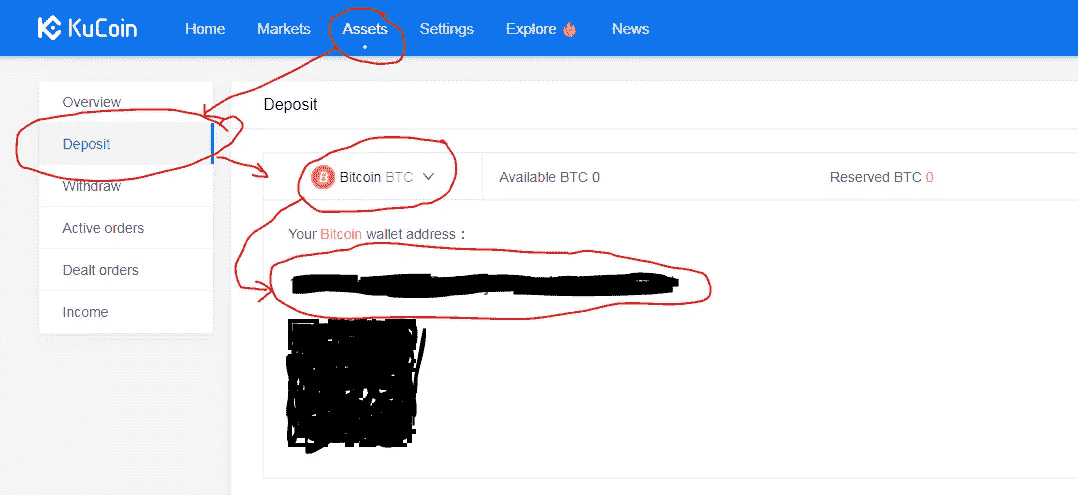 KuCoin Home Markets Assets Settings Explore News
Overview
Deposit
Withdraw
Active orders
Dealt orders
Income
Deposit
Bitcoin BTC Available BTC 0 Reserved BTC 0
Your Bitcoin wallet address :